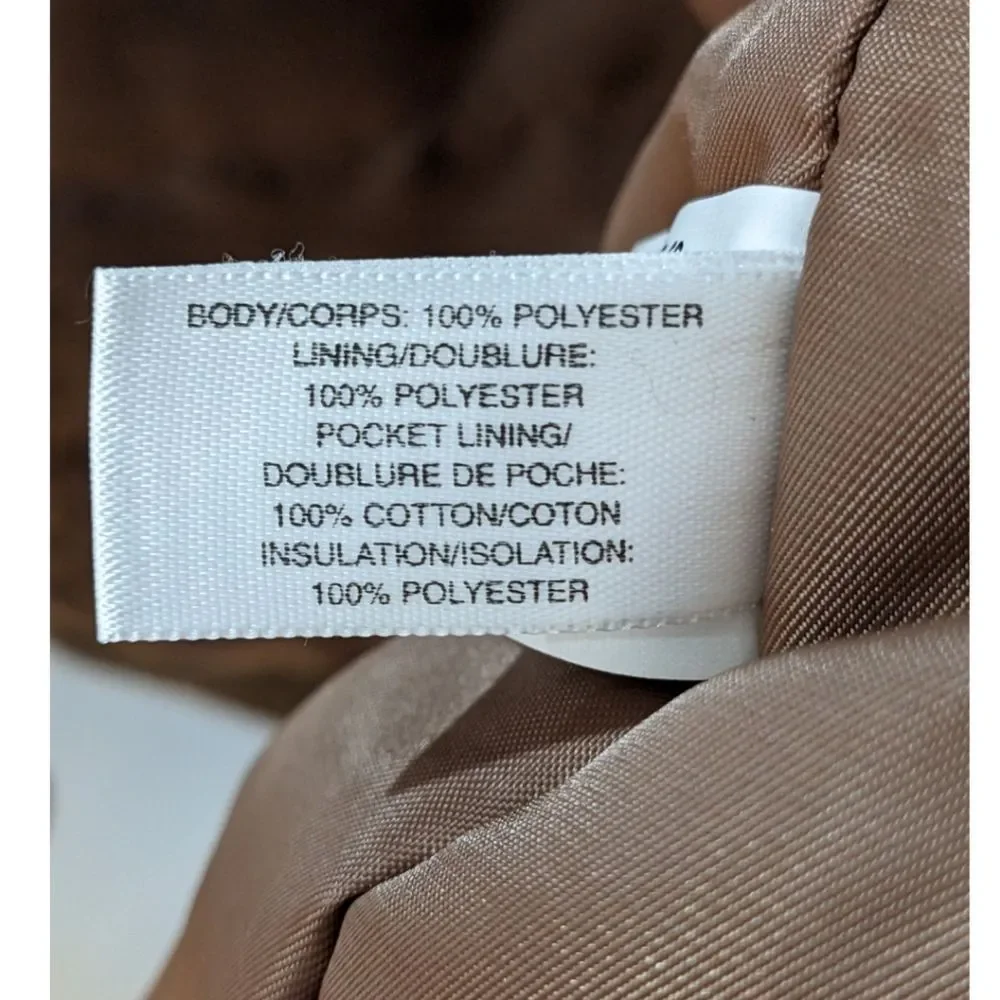 BODY/CORPS: 100% POLYESTER
LINING/DOUBLURE:
100% POLYESTER
POCKET LINING/
DOUBLURE DE POCHE:
100% COTTON/COTON
INSULATION/ISOLATION:
100% POLYESTER